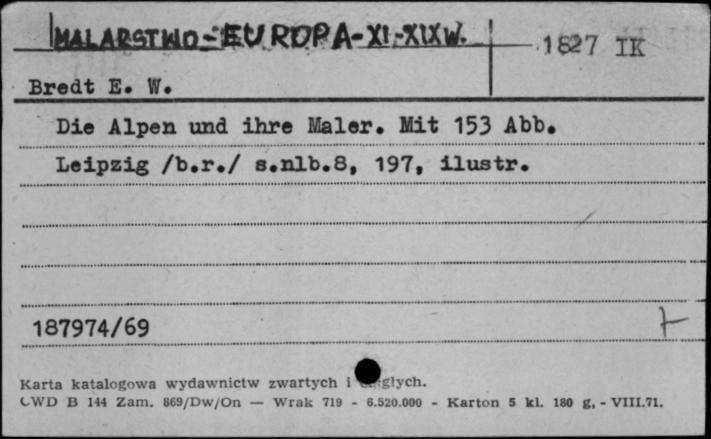 MALARSTWO-EUROPA-XI-XIXW. 1827 IK
Bredt E. W.
Die Alpen und ihre Maler. Mit 153 Abb.
Leipzig /b.r./ s.nlb.8, 197, ilustr.
187974/69
Karta katalogowa wydawnictw zwartych i głych.
CWD B 144 Zam. 869/Dw/On — Wrak 719 - 6.520.000 - Karton 5 kl. 180 g, - VIII.71.